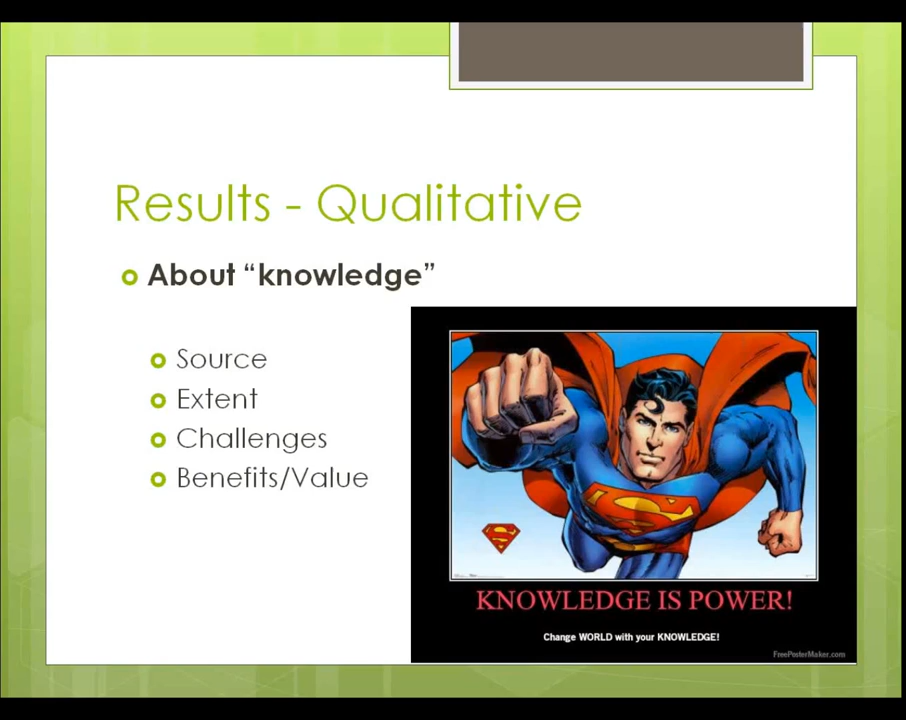 Results - Qualitative
About “knowledge”
Source
Extent
Challenges
Benefits/Value
S
S
KNOWLEDGE IS POWER!
Change WORLD with your KNOWLEDGE!
FreePosterMaker.com